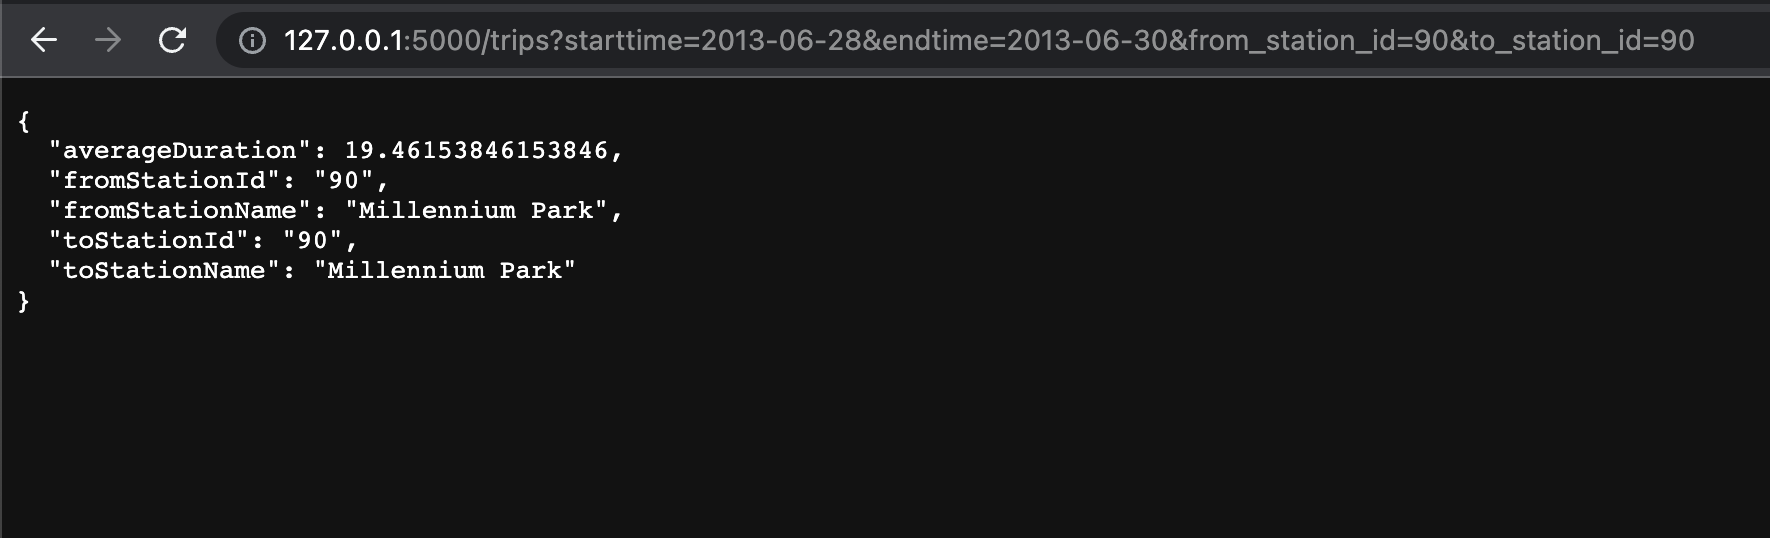 127.0.0.1:5000/trips?starttime=2013-06-28&endtime=2013-06-30&from_station_id=90&to_station_id=90
{
"averageDuration": 19.46153846153846,
"fromStationId": "90",
"fromStationName": "Millennium Park",
"toStationId": "90",
"toStationName": "Millennium Park"
}